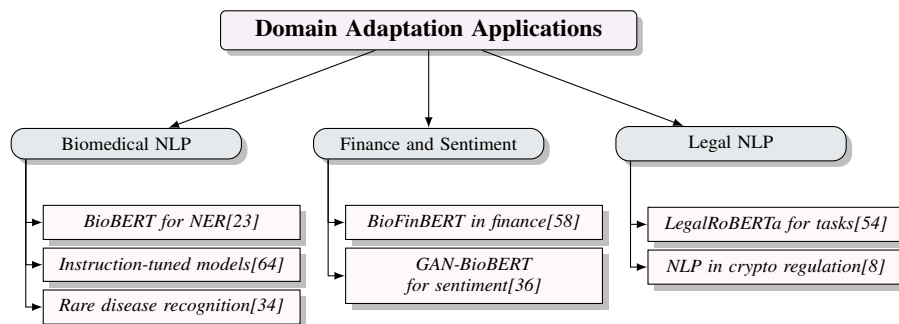 Domain Adaptation Applications
Biomedical NLP
BioBERT for NER[23]
Instruction-tuned models[64]
Rare disease recognition[34]
Finance and Sentiment
BioFinBERT in finance[58]
GAN-BioBERT
for sentiment[36]
Legal NLP
LegalRoBERTa for tasks[54]
NLP in crypto regulation[8]